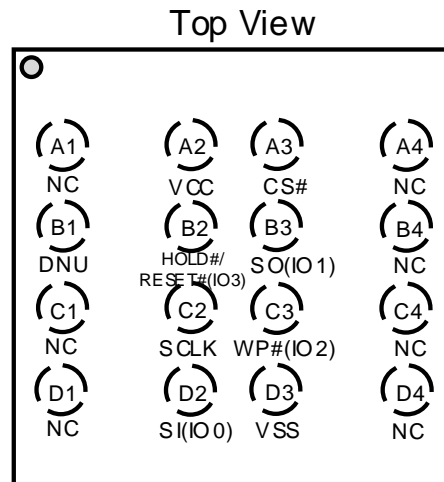 Top View
A1 A2 A3 A4
NC VCC CS# NC
B1 B2 B3 B4
DNU HOLD#/ SO(IO1) NC
RESET#(IO3)
C1 C2 C3 C4
NC SCLK WP#(IO2) NC
D1 D2 D3 D4
NC SI(IO0) VSS NC